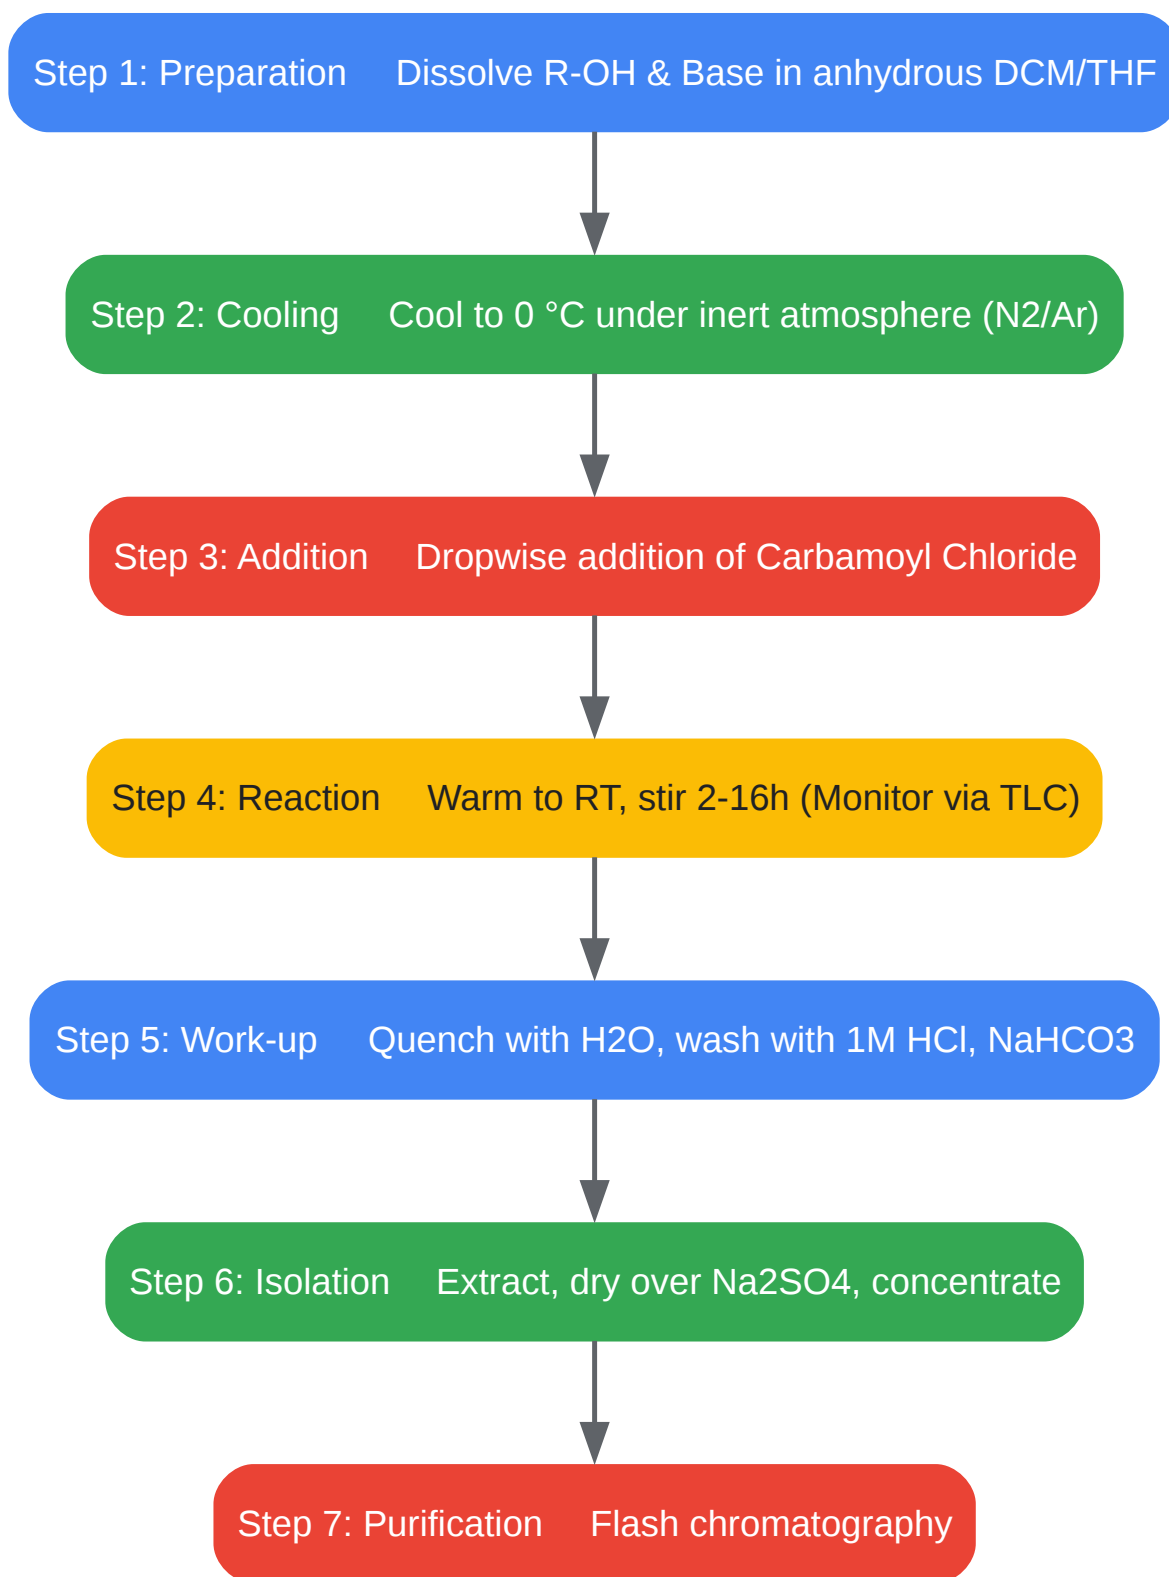 Step 1: Preparation Dissolve R-OH & Base in anhydrous DCM/THF
Step 2: Cooling Cool to 0 °C under inert atmosphere (N2/Ar)
Step 3: Addition Dropwise addition of Carbamoyl Chloride
Step 4: Reaction Warm to RT, stir 2-16h (Monitor via TLC)
Step 5: Work-up Quench with H2O, wash with 1M HCl, NaHCO3
Step 6: Isolation Extract, dry over Na2SO4, concentrate
Step 7: Purification Flash chromatography